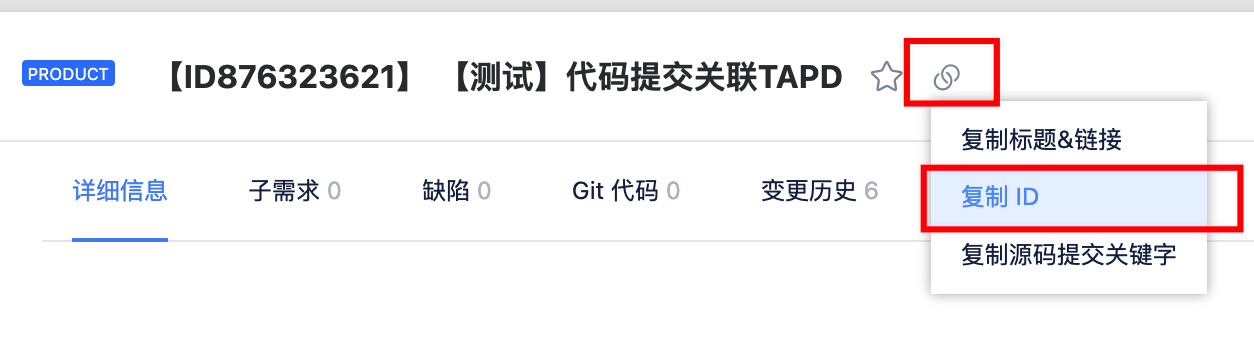 PRODUCT 【ID876323621】 【测试】代码提交关联TAPD
复制标题&链接
详细信息 子需求 0 缺陷 0 Git 代码 0 变更历史 6
复制 ID
复制源码提交关键字